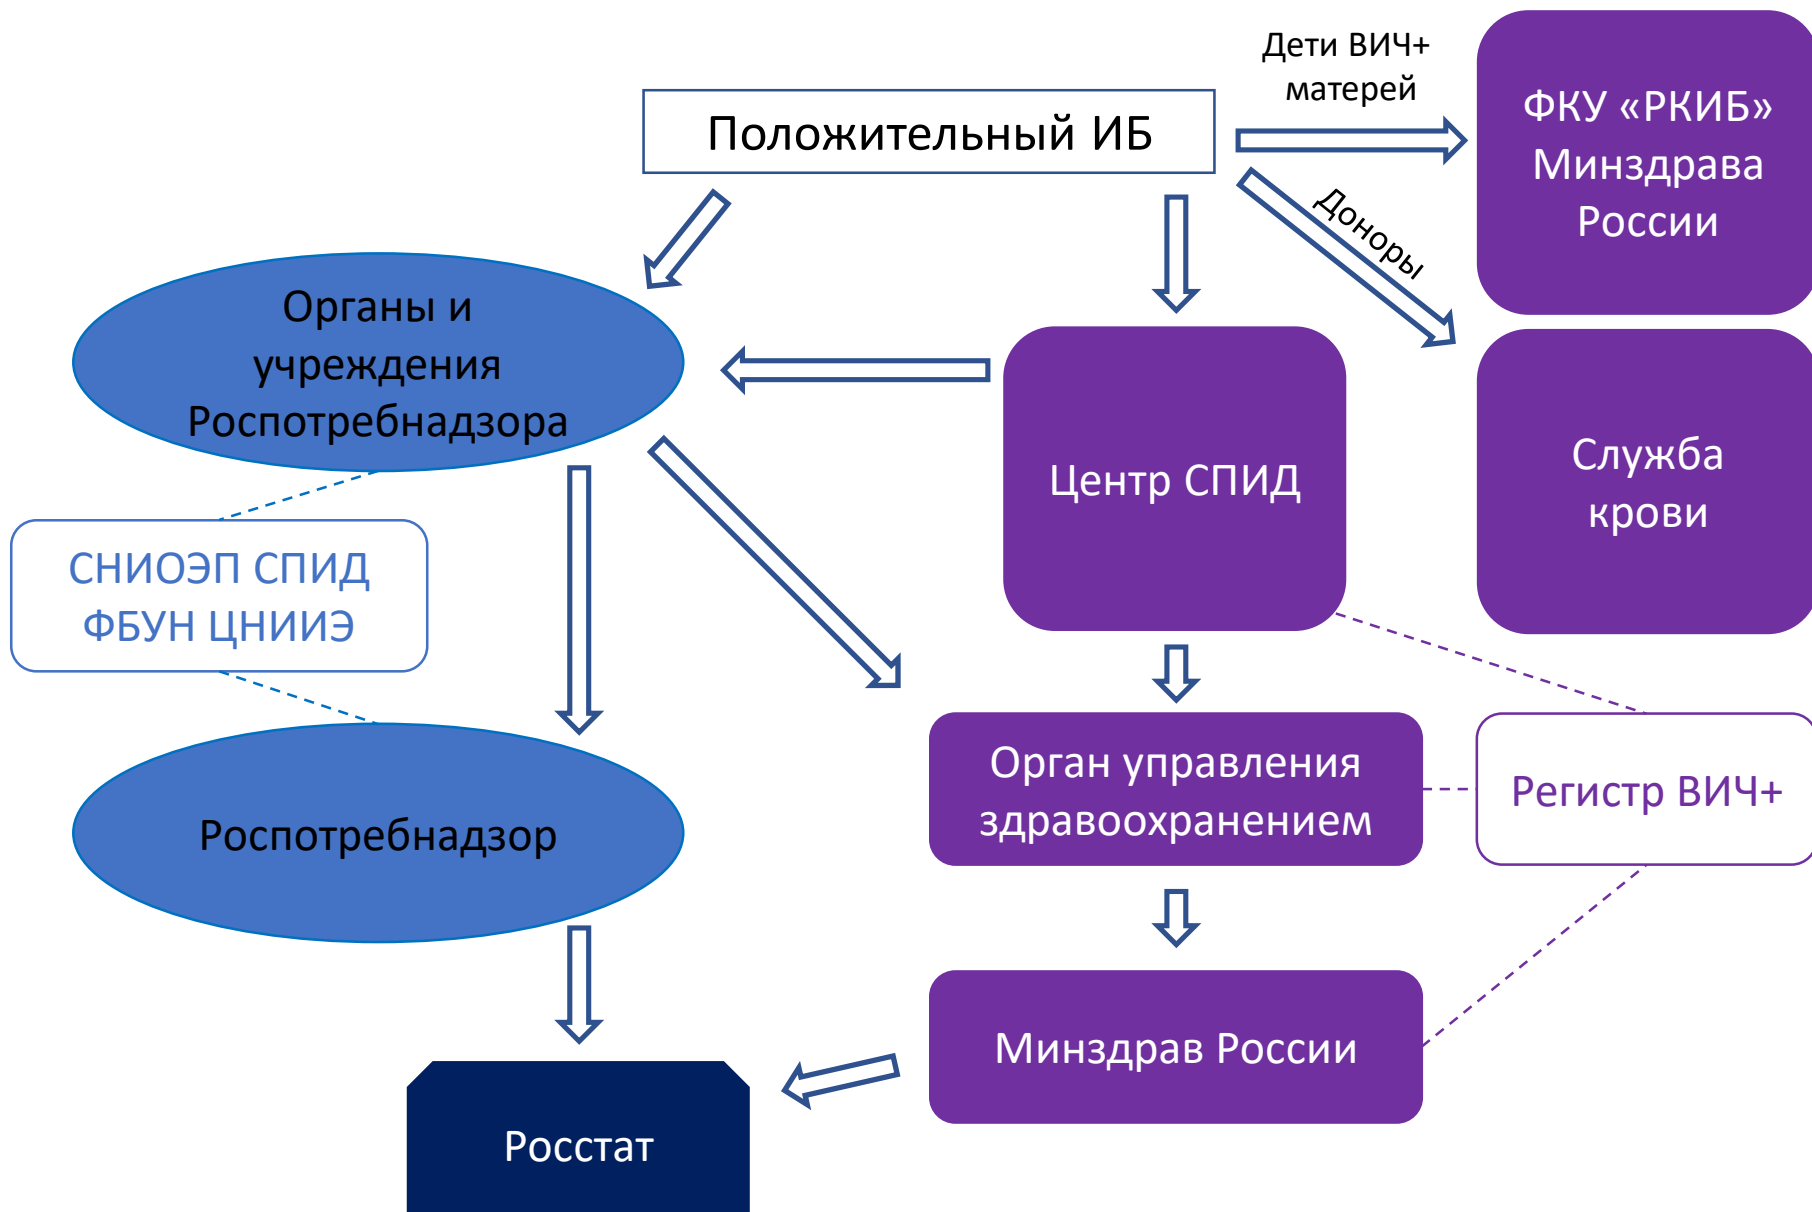 Дети ВИЧ+
матерей
Положительный ИБ
ФКУ «РКИБ»
Минздрава
России
Доноры
Органы и
учреждения
Роспотребнадзора
Центр СПИД
Служба
крови
СНИОЭП СПИД
ФБУН ЦНИИЭ
Орган управления
здравоохранением
Регистр ВИЧ+
Роспотребнадзор
Минздрав России
Росстат